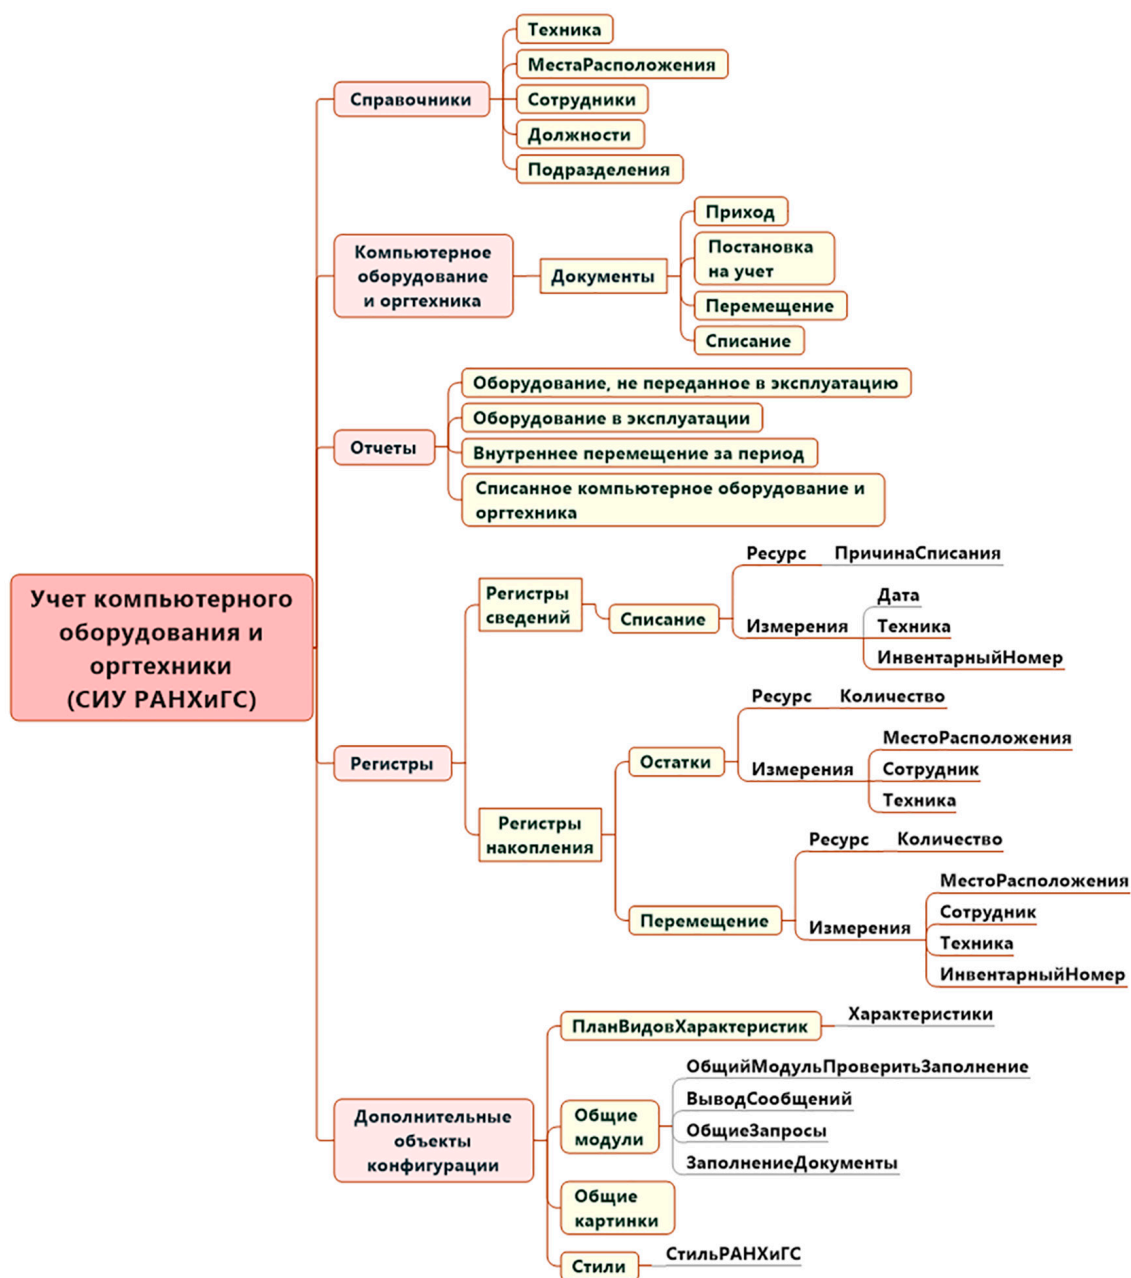 Учет компьютерного
оборудования и
оргтехники
(СИУ РАНХиГС)
Справочники
Техника
МестаРасположения
Сотрудники
Должности
Подразделения
Компьютерное
оборудование
и оргтехника
Документы
Приход
Постановка
на учет
Перемещение
Списание
Отчеты
Оборудование, не переданное в эксплуатацию
Оборудование в эксплуатации
Внутреннее перемещение за период
Списанное компьютерное оборудование и
оргтехника
Регистры
Регистры
сведений
Списание
Ресурс
ПричинаСписания
Измерения
Дата
Техника
ИнвентарныйНомер
Регистры
накопления
Остатки
Ресурс
Количество
Измерения
МестоРасположения
Сотрудник
Техника
Перемещение
Ресурс
Количество
Измерения
МестоРасположения
Сотрудник
Техника
ИнвентарныйНомер
Дополнительные
объекты
конфигурации
ПланВидовХарактеристик
Характеристики
Общие
модули
ОбщийМодульПроверитьЗаполнение
ВыводСообщений
ОбщиеЗапросы
ЗаполнениеДокументы
Общие
картинки
Стили
СтильРАНХиГС